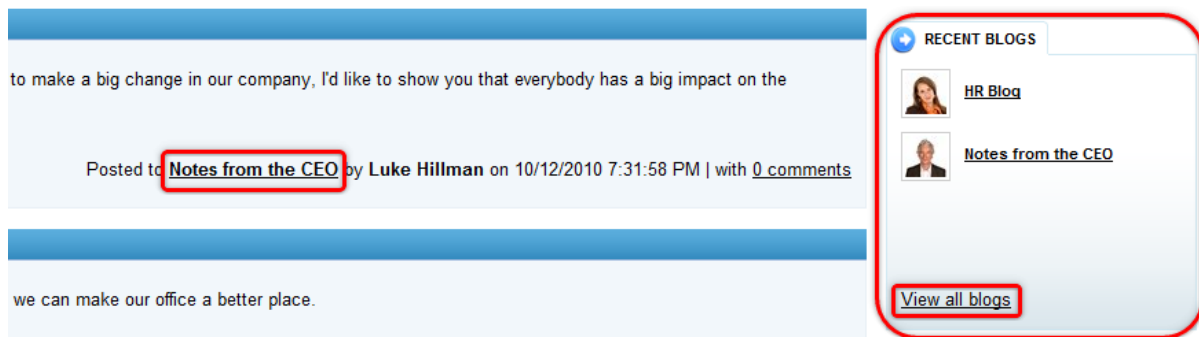 to make a big change in our company, I'd like to show you that everybody has a big impact on the
Posted to Notes from the CEO by Luke Hillman on 10/12/2010 7:31:58 PM | with 0 comments
we can make our office a better place.
RECENT BLOGS
HR Blog
Notes from the CEO
View all blogs